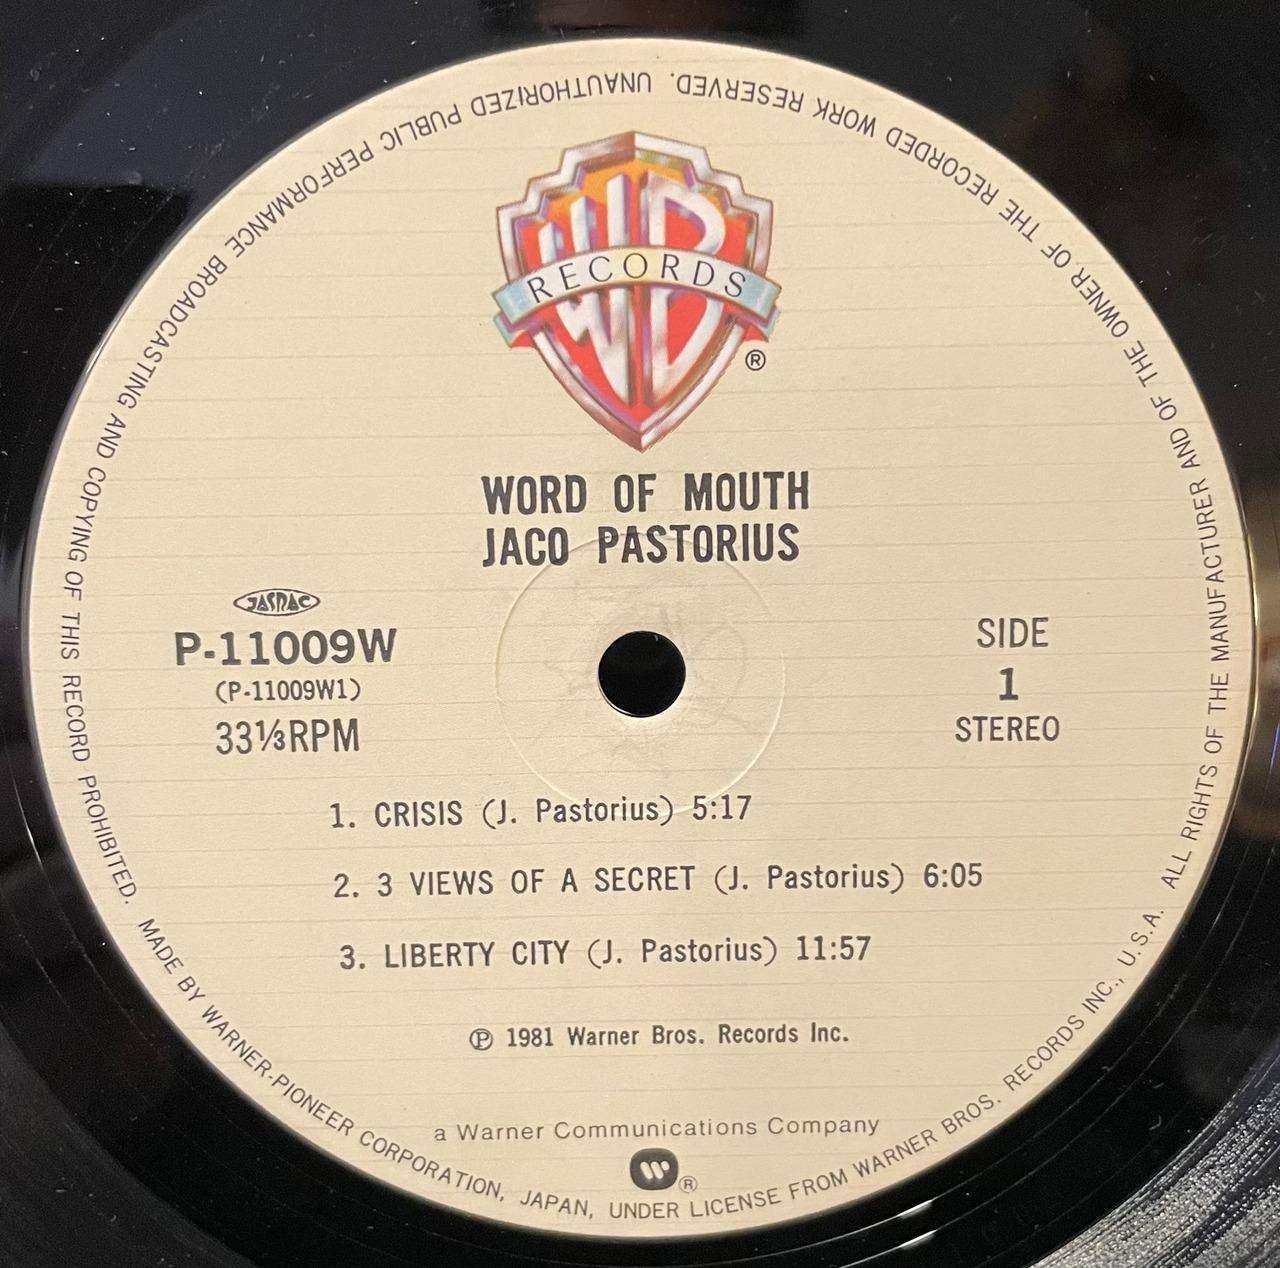 WB
RECORDS
®
WORD OF MOUTH
JACO PASTORIUS
JASRAC
P-11009W
(P-11009W1)
33⅓RPM
SIDE
1
STEREO
1. CRISIS (J. Pastorius) 5:17
2. 3 VIEWS OF A SECRET (J. Pastorius) 6:05
3. LIBERTY CITY (J. Pastorius) 11:57
℗ 1981 Warner Bros. Records Inc.
a Warner Communications Company
W®
MADE BY WARNER-PIONEER CORPORATION, JAPAN, UNDER LICENSE FROM WARNER BROS. RECORDS INC., U.S.A. ALL RIGHTS OF THE MANUFACTURER AND OF THE OWNER OF THE RECORDED WORK RESERVED. UNAUTHORIZED PUBLIC PERFORMANCE BROADCASTING AND COPYING OF THIS RECORD PROHIBITED.